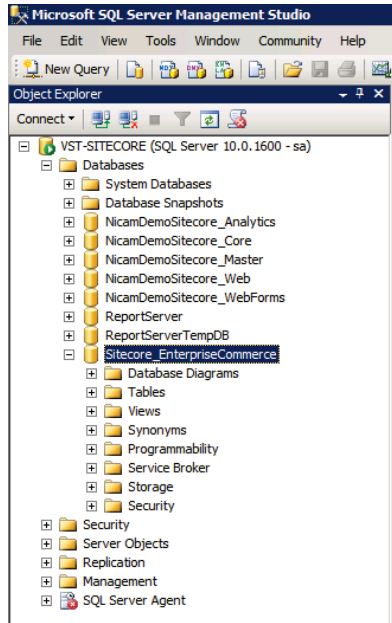 Microsoft SQL Server Management Studio
File Edit View Tools Window Community Help
New Query
Object Explorer
Connect
VST-SITECORE (SQL Server 10.0.1600 - sa)
Databases
System Databases
Database Snapshots
NicamDemoSitecore_Analytics
NicamDemoSitecore_Core
NicamDemoSitecore_Master
NicamDemoSitecore_Web
NicamDemoSitecore_WebForms
ReportServer
ReportServerTempDB
Sitecore_EnterpriseCommerce
Database Diagrams
Tables
Views
Synonyms
Programmability
Service Broker
Storage
Security
Security
Server Objects
Replication
Management
SQL Server Agent